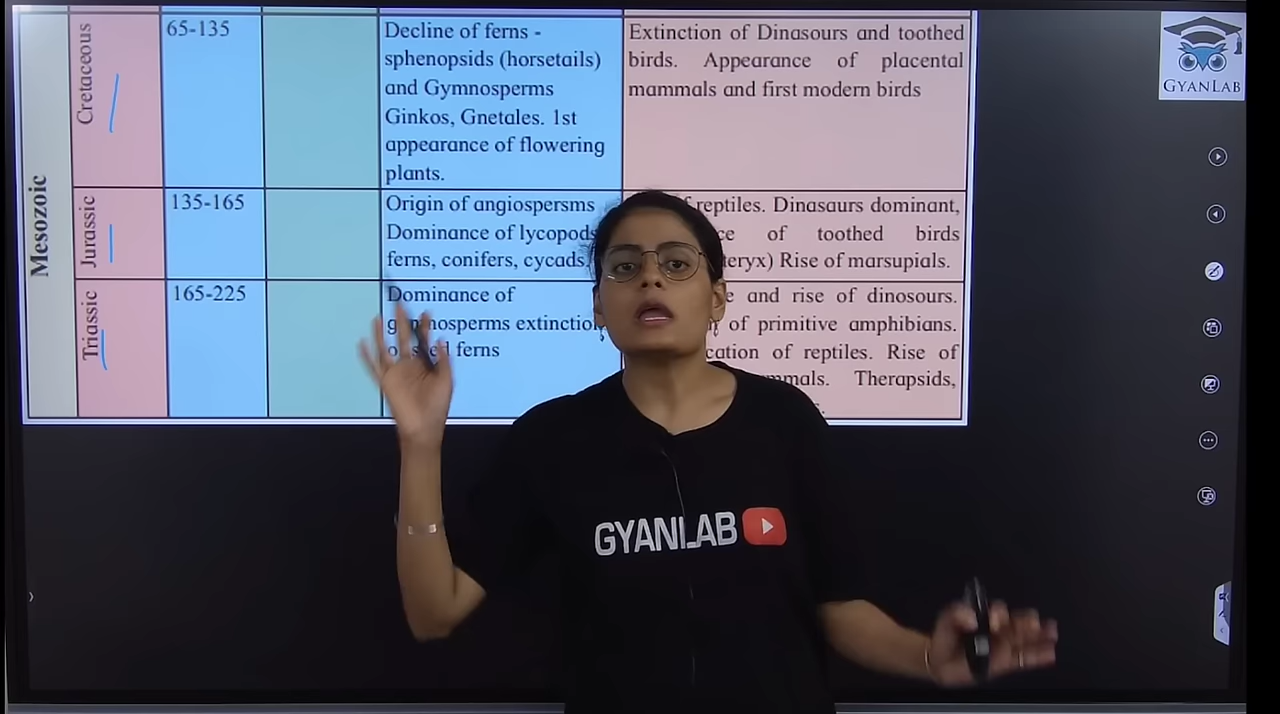 Mesozoic
Cretaceous
65-135
Decline of ferns -
sphenopsids (horsetails)
and Gymnosperms
Ginkos, Gnetales. 1st
appearance of flowering
plants.
Extinction of Dinasours and toothed
birds. Appearance of placental
mammals and first modern birds
Jurassic
135-165
Origin of angiospersms
Dominance of lycopods
ferns, conifers, cycads.
reptiles. Dinasaurs dominant,
of toothed birds
Rise of marsupials.
Triassic
165-225
Dominance of
extinction
ferns
and rise of dinosours.
of primitive amphibians.
of reptiles. Rise of
Therapsids,
GYANLAB
GYANLAB